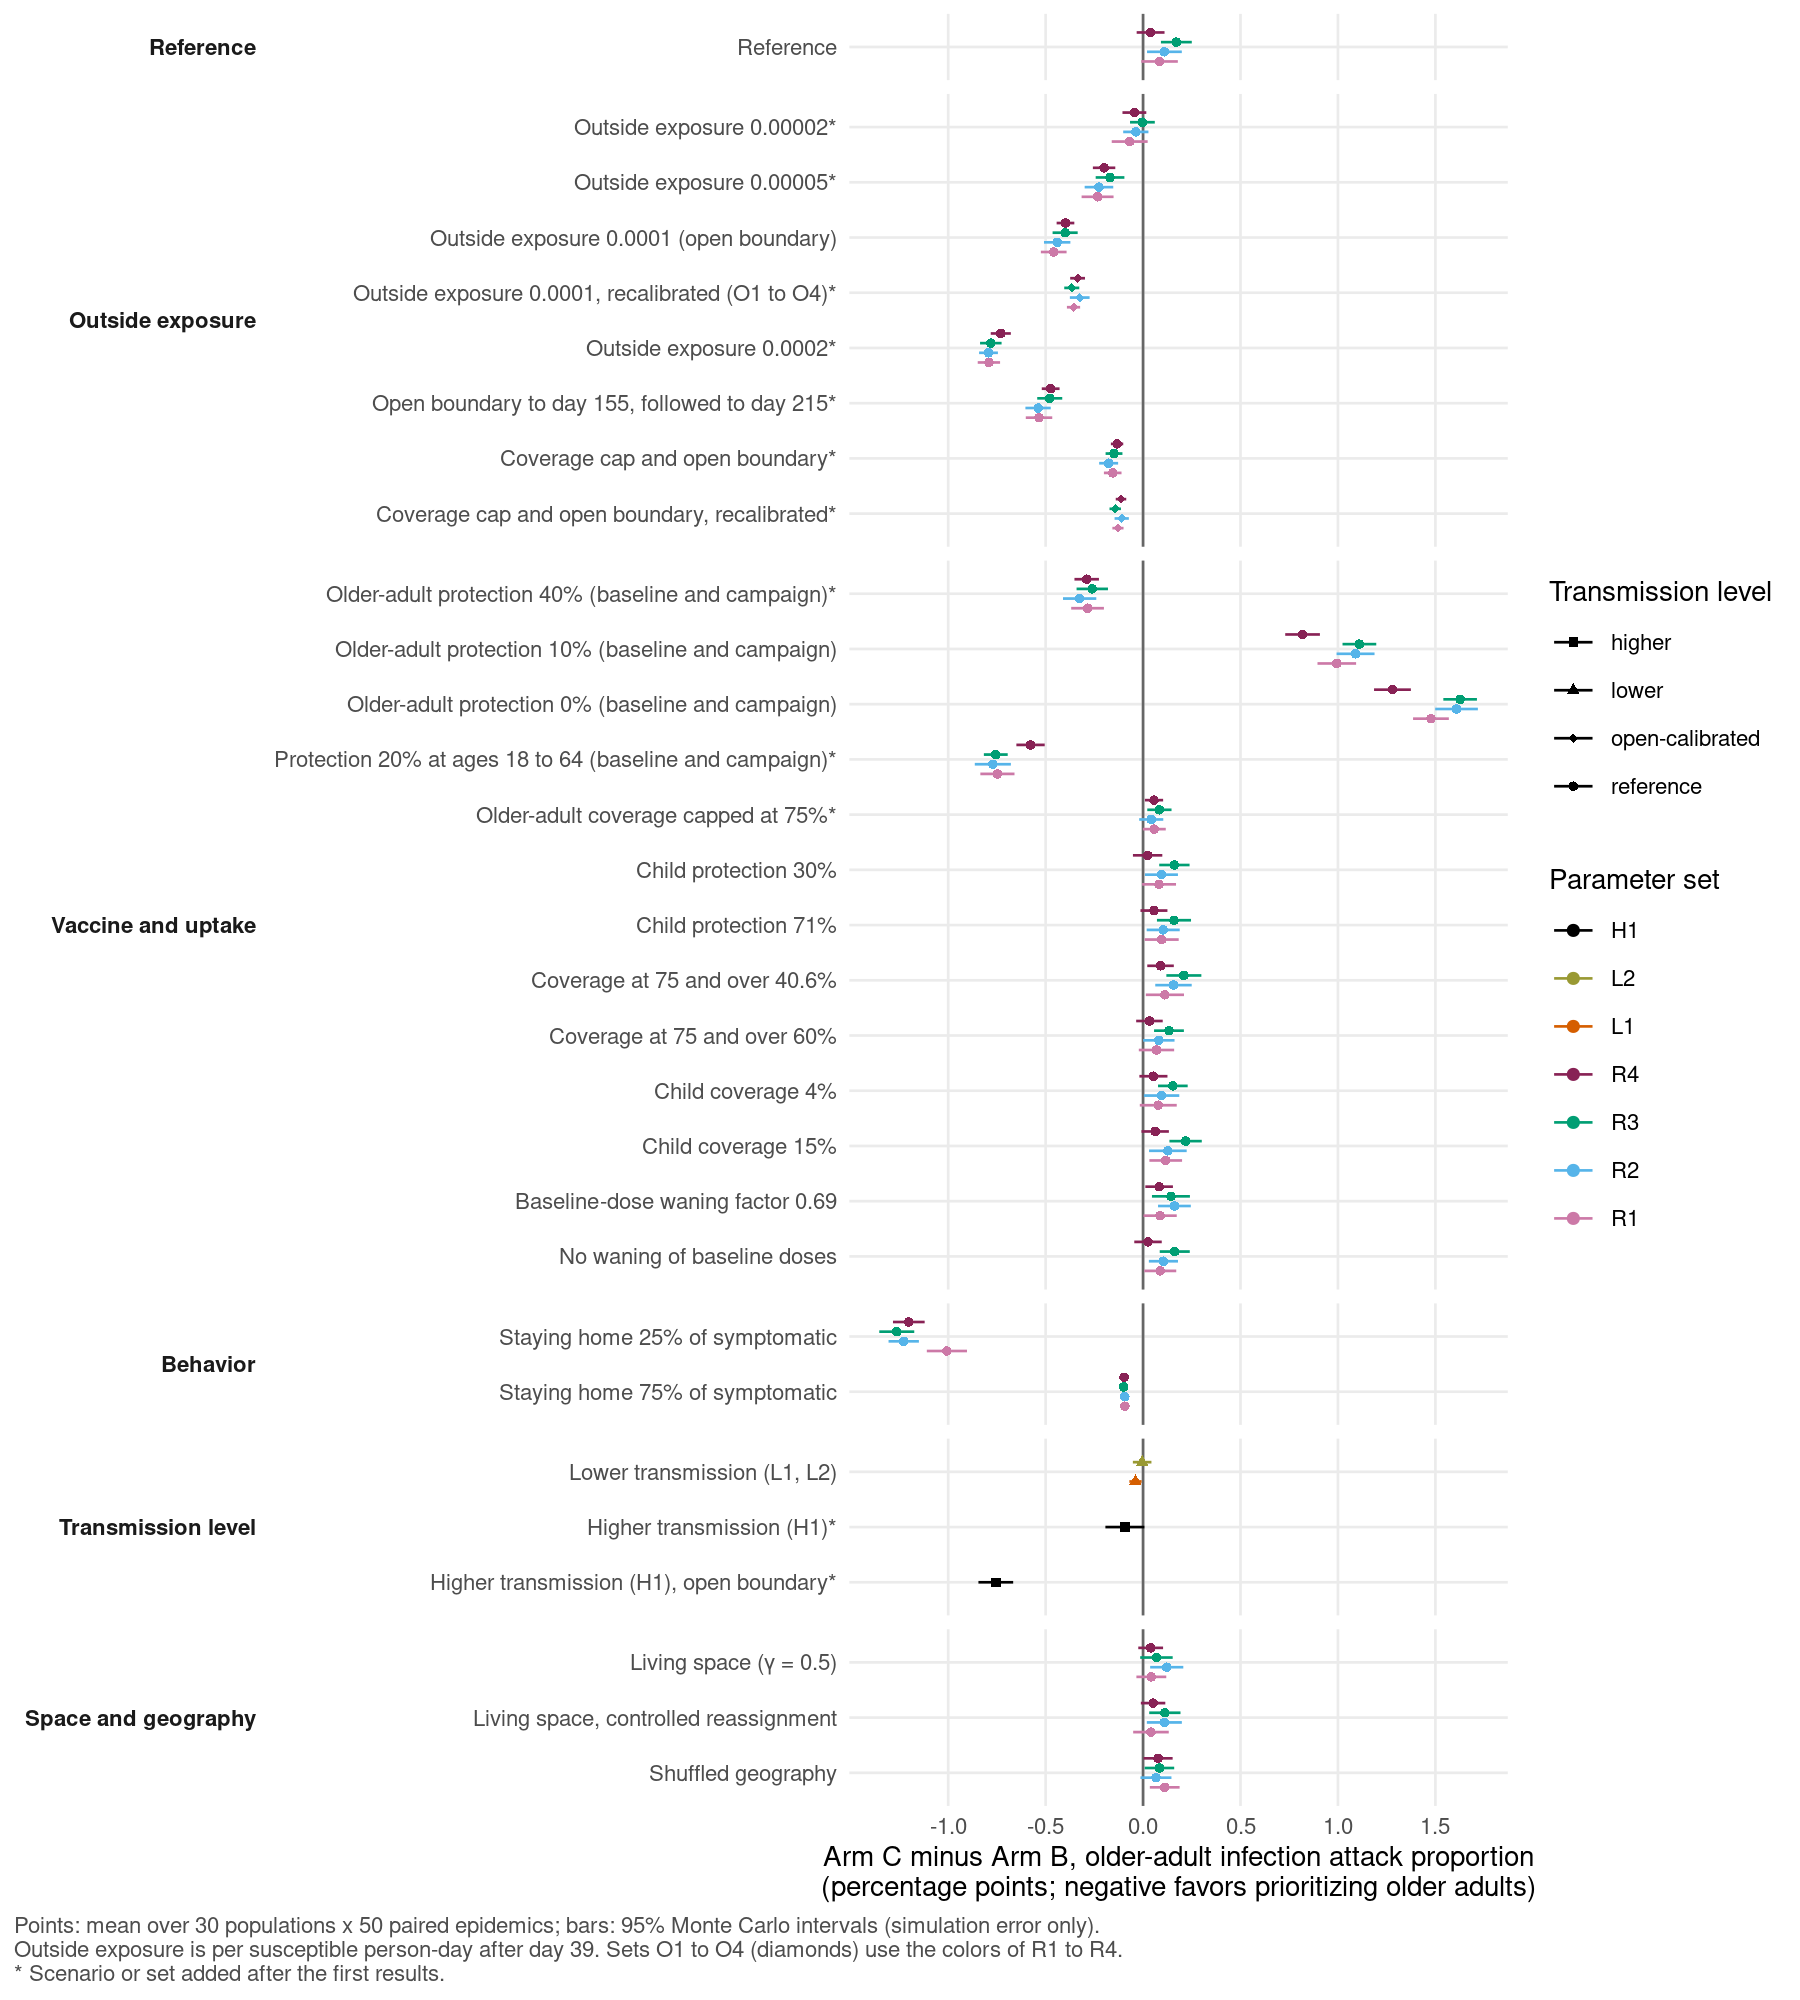 Reference
Reference
Outside exposure
Outside exposure 0.00002*
Outside exposure 0.00005*
Outside exposure 0.0001 (open boundary)
Outside exposure 0.0001, recalibrated (O1 to O4)*
Outside exposure 0.0002*
Open boundary to day 155, followed to day 215*
Coverage cap and open boundary*
Coverage cap and open boundary, recalibrated*
Vaccine and uptake
Older-adult protection 40% (baseline and campaign)*
Older-adult protection 10% (baseline and campaign)
Older-adult protection 0% (baseline and campaign)
Protection 20% at ages 18 to 64 (baseline and campaign)*
Older-adult coverage capped at 75%*
Child protection 30%
Child protection 71%
Coverage at 75 and over 40.6%
Coverage at 75 and over 60%
Child coverage 4%
Child coverage 15%
Baseline-dose waning factor 0.69
No waning of baseline doses
Behavior
Staying home 25% of symptomatic
Staying home 75% of symptomatic
Transmission level
Lower transmission (L1, L2)
Higher transmission (H1)*
Higher transmission (H1), open boundary*
Space and geography
Living space (γ = 0.5)
Living space, controlled reassignment
Shuffled geography
-1.0 -0.5 0.0 0.5 1.0 1.5
Arm C minus Arm B, older-adult infection attack proportion
(percentage points; negative favors prioritizing older adults)
Transmission level
higher
lower
open-calibrated
reference
Parameter set
H1
L2
L1
R4
R3
R2
R1
Points: mean over 30 populations x 50 paired epidemics; bars: 95% Monte Carlo intervals (simulation error only).
Outside exposure is per susceptible person-day after day 39. Sets O1 to O4 (diamonds) use the colors of R1 to R4.
* Scenario or set added after the first results.